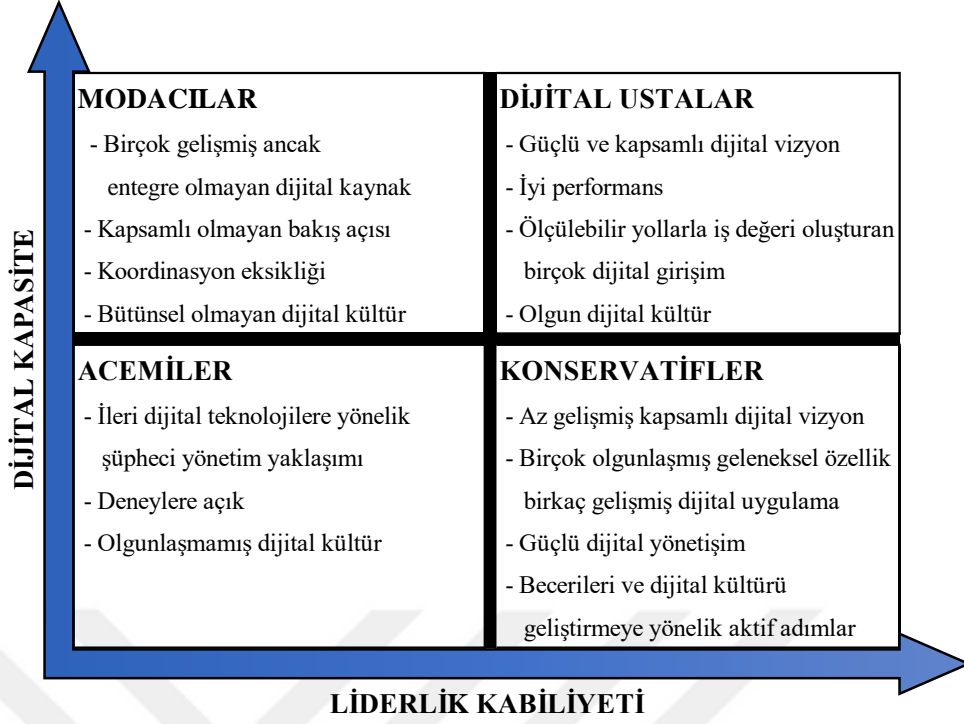 DİJİTAL KAPASİTE
MODACILAR
- Birçok gelişmiş ancak
entegre olmayan dijital kaynak
- Kapsamlı olmayan bakış açısı
- Koordinasyon eksikliği
- Bütünsel olmayan dijital kültür
DİJİTAL USTALAR
- Güçlü ve kapsamlı dijital vizyon
- İyi performans
- Ölçülebilir yollarla iş değeri oluşturan
birçok dijital girişim
- Olgun dijital kültür
ACEMİLER
- İleri dijital teknolojilere yönelik
şüpheci yönetim yaklaşımı
- Deneylere açık
- Olgunlaşmamış dijital kültür
KONSERVATİFLER
- Az gelişmiş kapsamlı dijital vizyon
- Birçok olgunlaşmış geleneksel özellik
birkaç gelişmiş dijital uygulama
- Güçlü dijital yönetişim
- Becerileri ve dijital kültürü
geliştirmeye yönelik aktif adımlar
LİDERLİK KABİLİYETİ